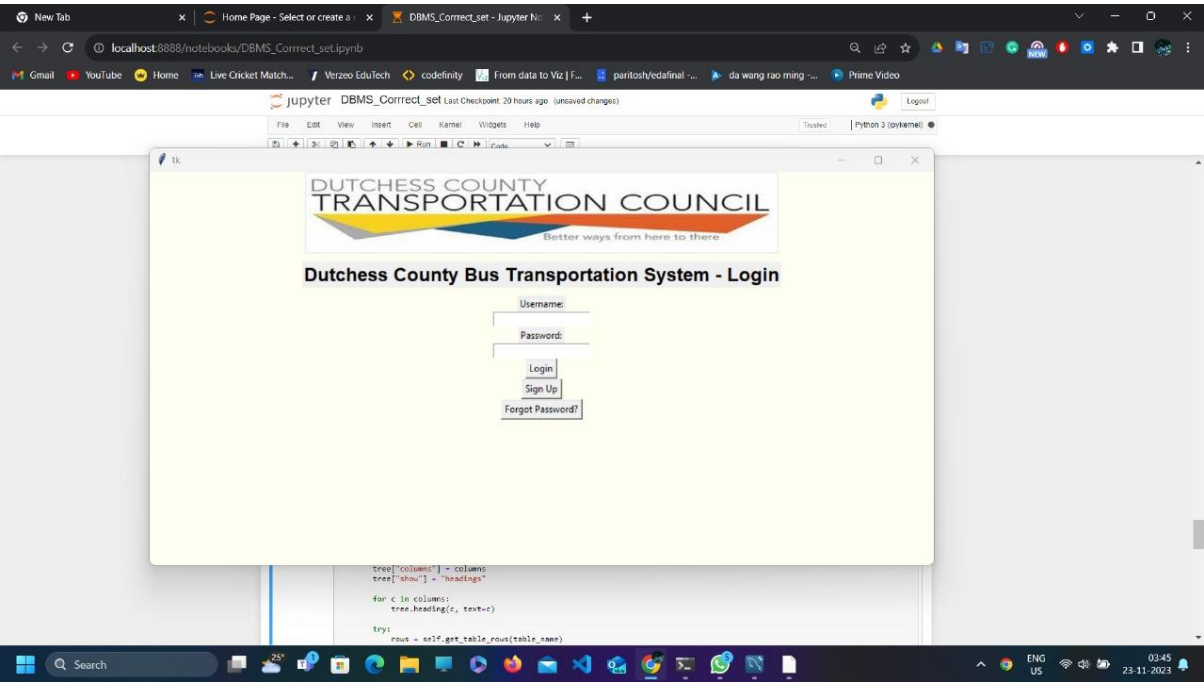 New Tab
Home Page - Select or create a
DBMS_Corrrect_set - Jupyter No
localhost:8888/notebooks/DBMS_Corrrect_set.ipynb
NEW
Gmail YouTube Home Live Cricket Match... Verzeo EduTech codefinity From data to Viz | F... paritosh/edafinal -... da wang rao ming -... Prime Video
jupyter DBMS_Corrrect_set Last Checkpoint: 20 hours ago (unsaved changes)
Logout
File Edit View Insert Cell Kernel Widgets Help
Trusted Python 3 (ipykernel)
Run Code
tk
DUTCHESS COUNTY
TRANSPORTATION COUNCIL
Better ways from here to there
Dutchess County Bus Transportation System - Login
Username:
Password:
Login
Sign Up
Forgot Password?
tree["columns"] = columns
tree["show"] = "headings"
for c in columns:
tree.heading(c, text=c)
try:
rows = self.get_table_rows(table_name)
Search
25°
ENG
US
03:45
23-11-2023